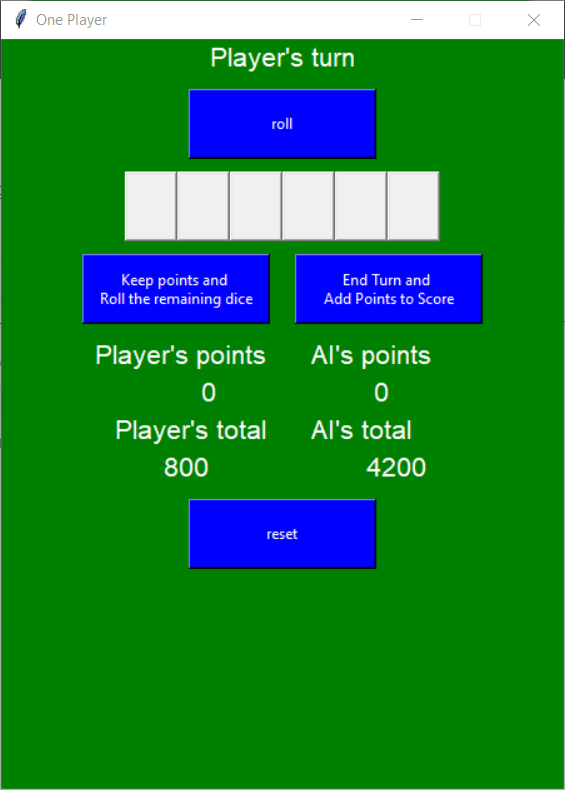 One Player
Player's turn
roll
Keep points and
Roll the remaining dice
End Turn and
Add Points to Score
Player's points
AI's points
0
0
Player's total
AI's total
800
4200
reset